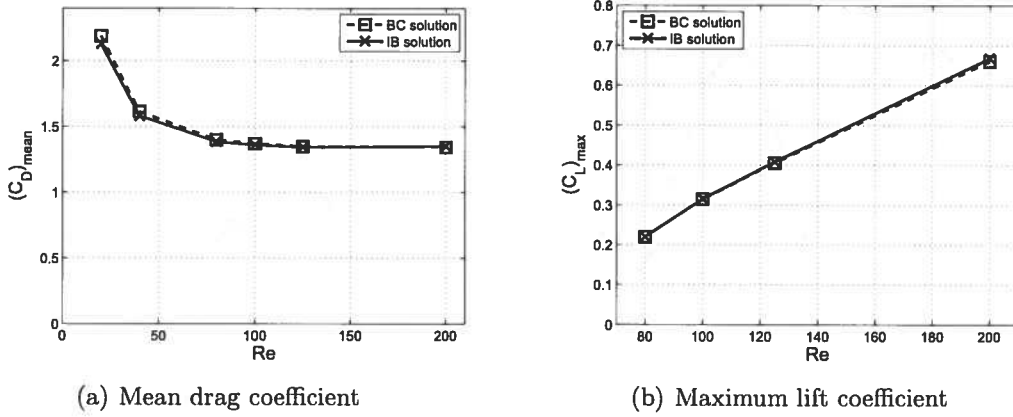 BC solution
IB solution
2
1.5
1
0.5
0
(C_D)_mean
0 50 100 150 200
Re
(a) Mean drag coefficient
BC solution
IB solution
0.8
0.7
0.6
0.5
0.4
0.3
0.2
0.1
0
(C_L)_max
80 100 120 140 160 180 200
Re
(b) Maximum lift coefficient